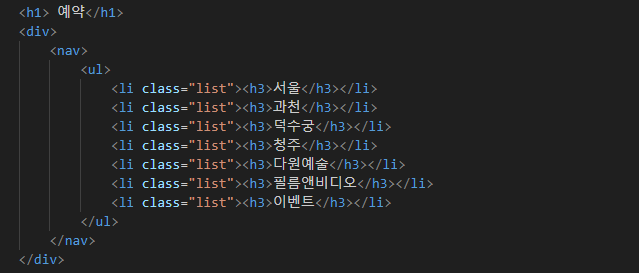 <h1> 예약</h1>
<div>
<nav>
<ul>
<li class="list"><h3>서울</h3></li>
<li class="list"><h3>과천</h3></li>
<li class="list"><h3>덕수궁</h3></li>
<li class="list"><h3>청주</h3></li>
<li class="list"><h3>다원예술</h3></li>
<li class="list"><h3>필름앤비디오</h3></li>
<li class="list"><h3>이벤트</h3></li>
</ul>
</nav>
</div>